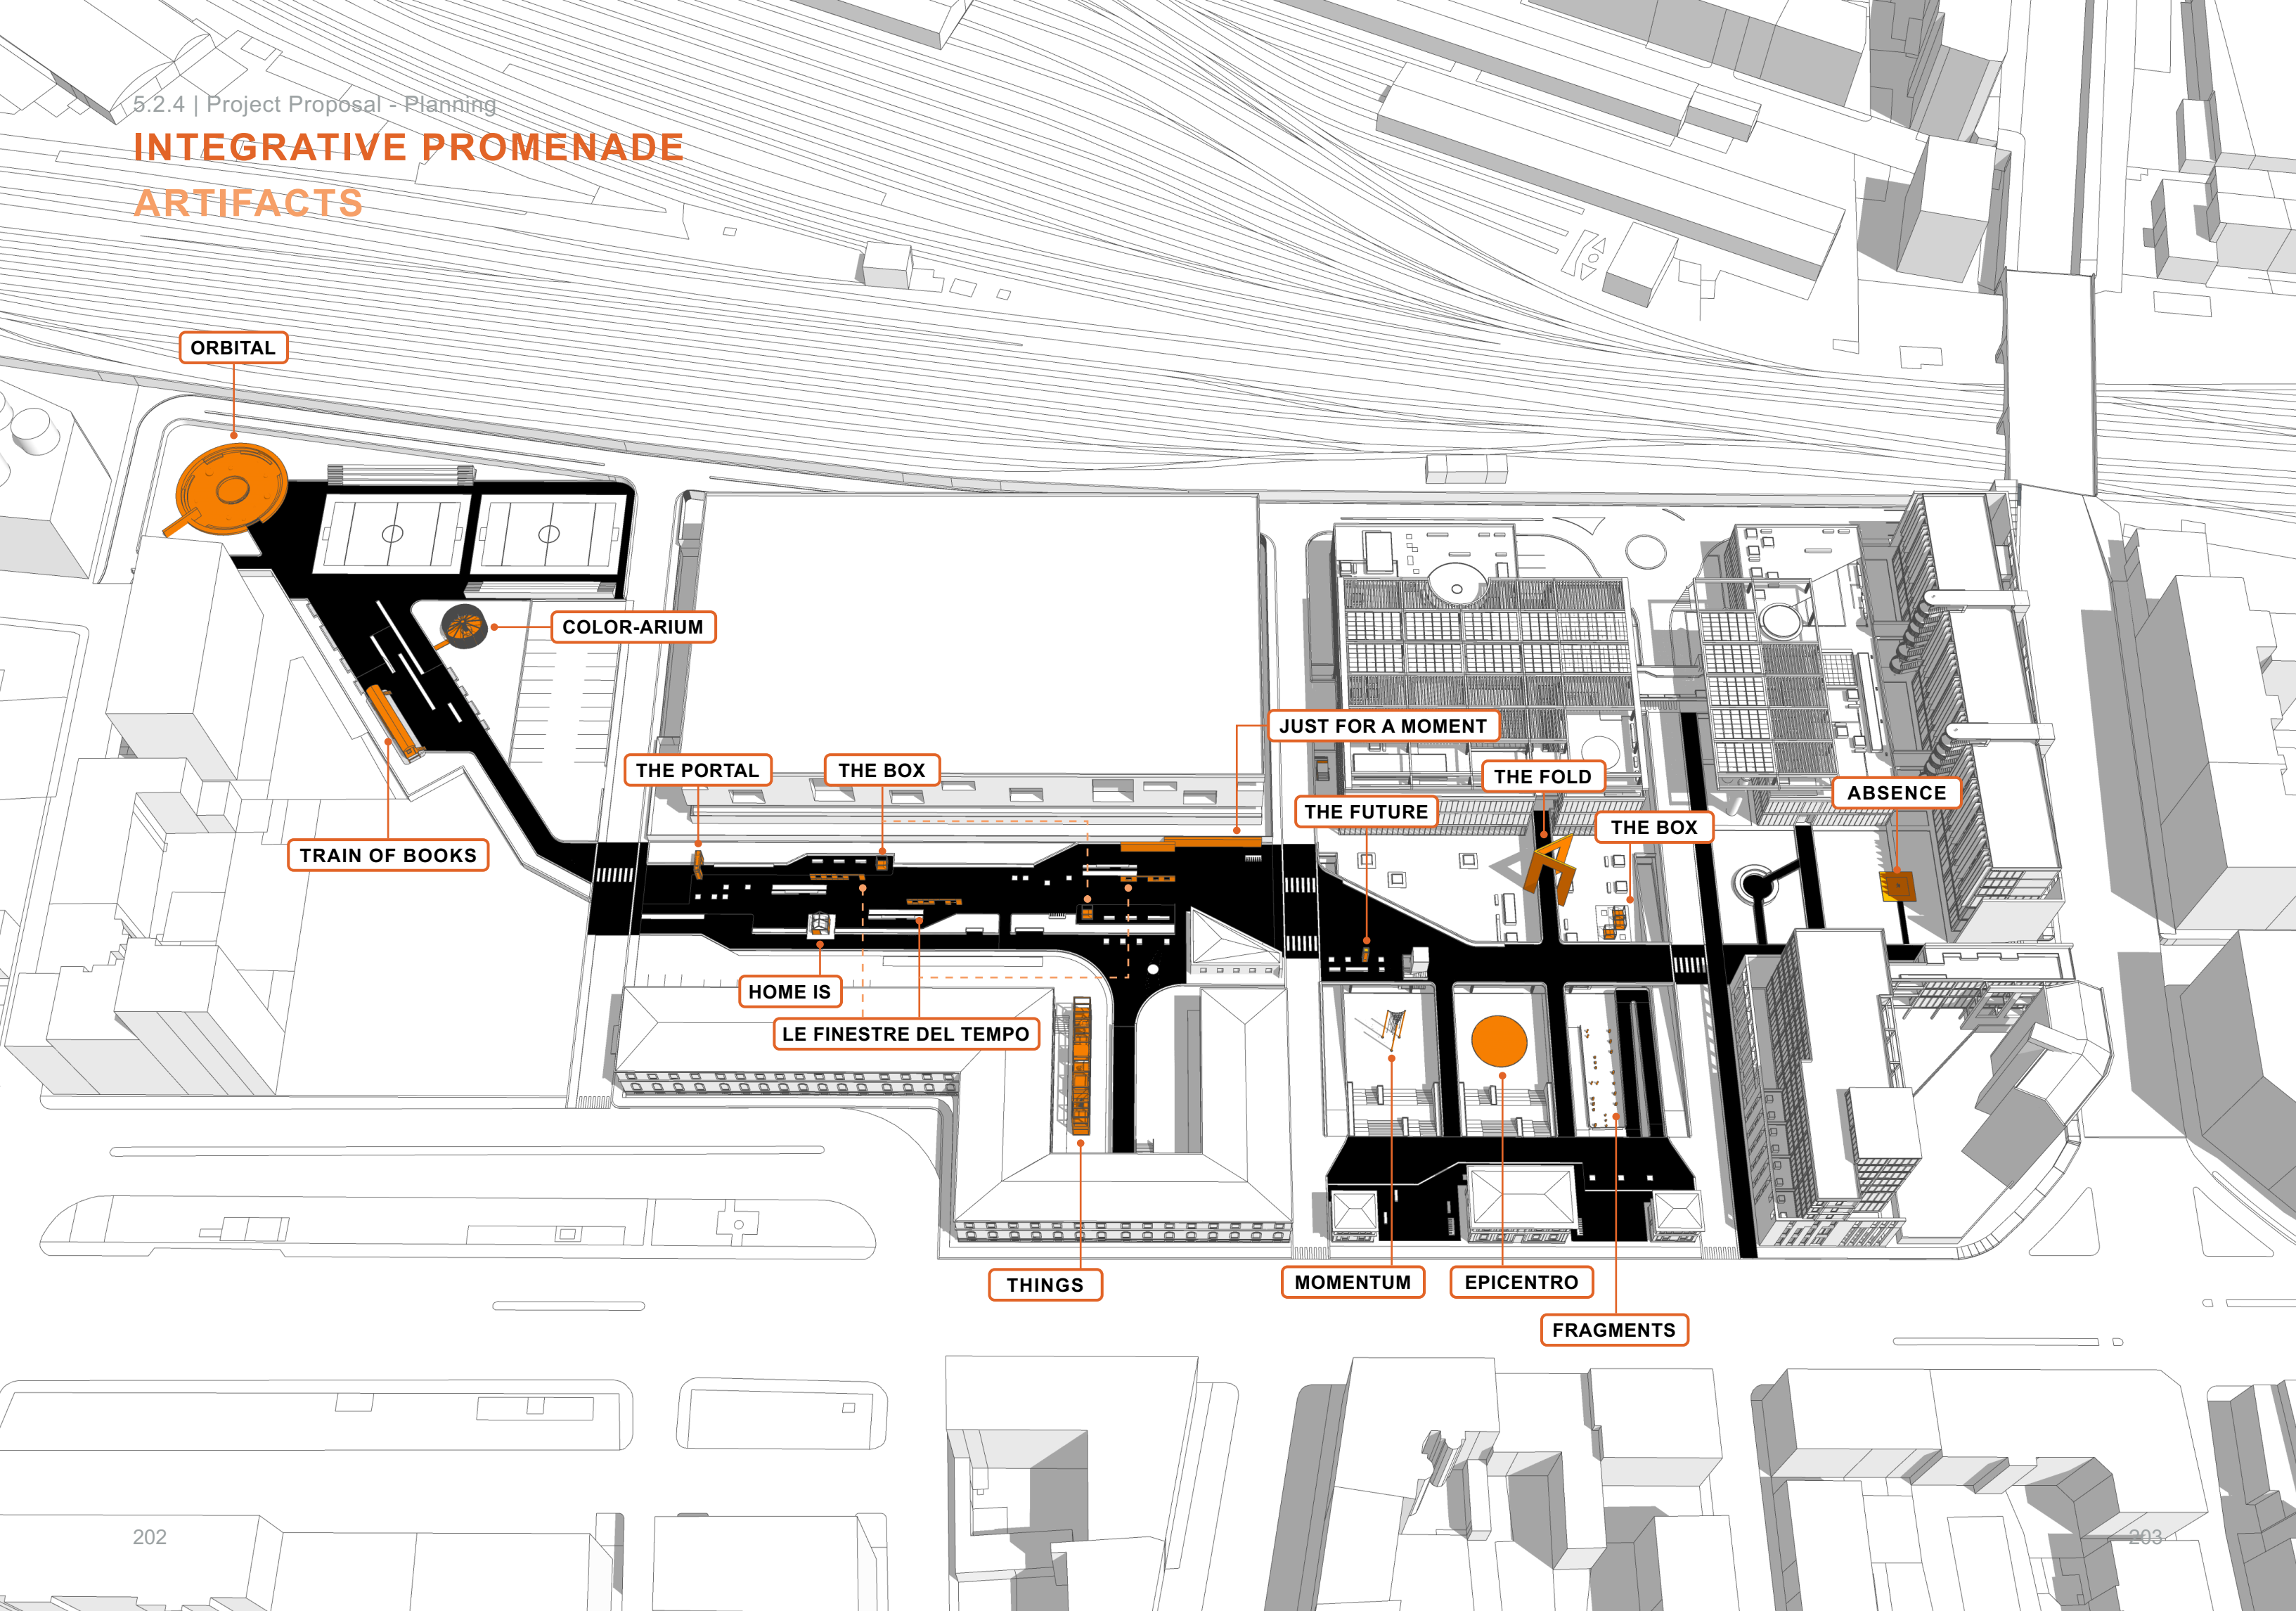 5.2.4 | Project Proposal - Planning
INTEGRATIVE PROMENADE
ARTIFACTS
ORBITAL
COLOR-ARIUM
JUST FOR A MOMENT
THE PORTAL
THE BOX
THE FOLD
ABSENCE
THE FUTURE
THE BOX
TRAIN OF BOOKS
HOME IS
LE FINESTRE DEL TEMPO
THINGS
MOMENTUM
EPICENTRO
FRAGMENTS
202
203